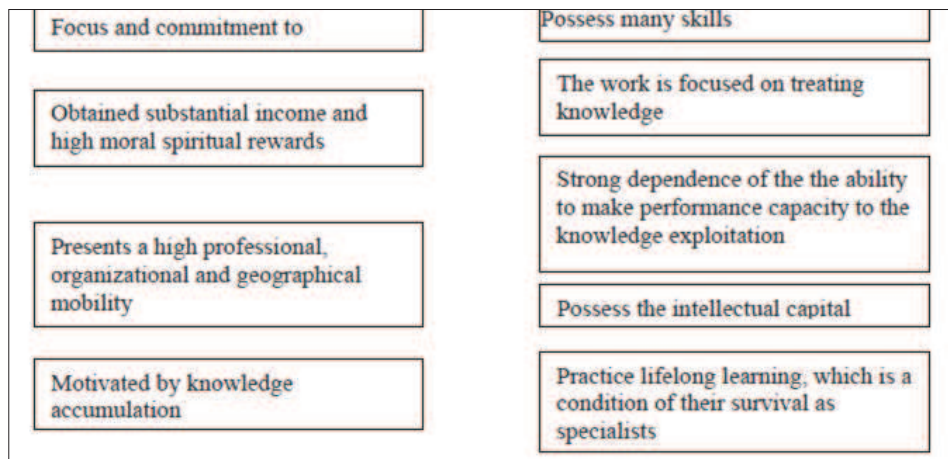 Focus and commitment to
Obtained substantial income and
high moral spiritual rewards
Presents a high professional,
organizational and geographical
mobility
Motivated by knowledge
accumulation
Possess many skills
The work is focused on treating
knowledge
Strong dependence of the the ability
to make performance capacity to the
knowledge exploitation
Possess the intellectual capital
Practice lifelong learning, which is a
condition of their survival as
specialists